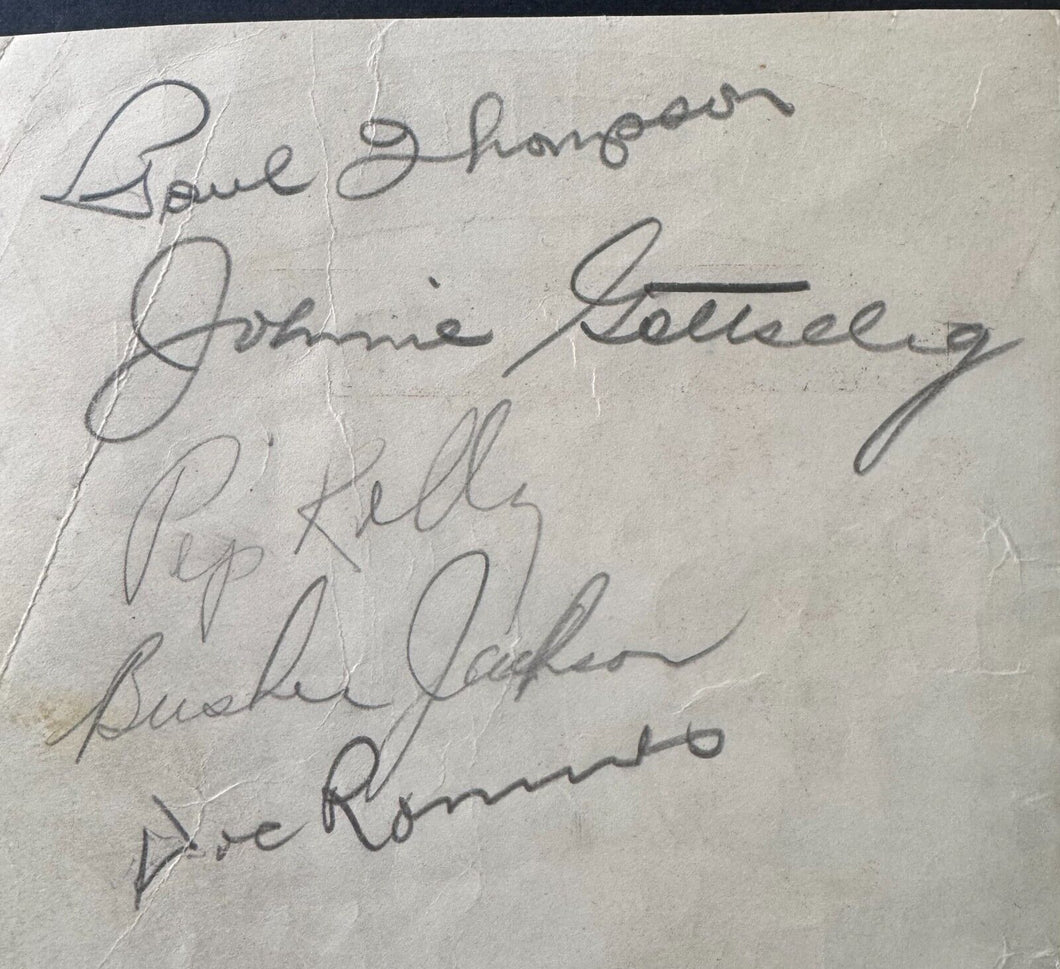 Paul Thompson
Johnnie Gottselig
Pep Kelly
Busher Jackson
Doc Romnes